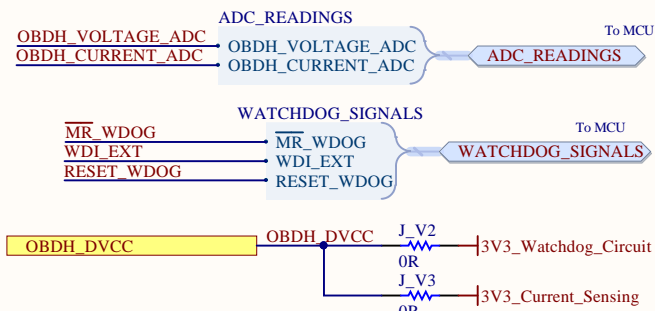 ADC_READINGS
To MCU
OBDH_VOLTAGE_ADC
OBDH_VOLTAGE_ADC
OBDH_CURRENT_ADC
OBDH_CURRENT_ADC
ADC_READINGS
WATCHDOG_SIGNALS
To MCU
MR_WDOG
MR_WDOG
WDI_EXT
WDI_EXT
WATCHDOG_SIGNALS
RESET_WDOG
RESET_WDOG
OBDH_DVCC
OBDH_DVCC
J_V2
3V3_Watchdog_Circuit
0R
J_V3
3V3_Current_Sensing
0R